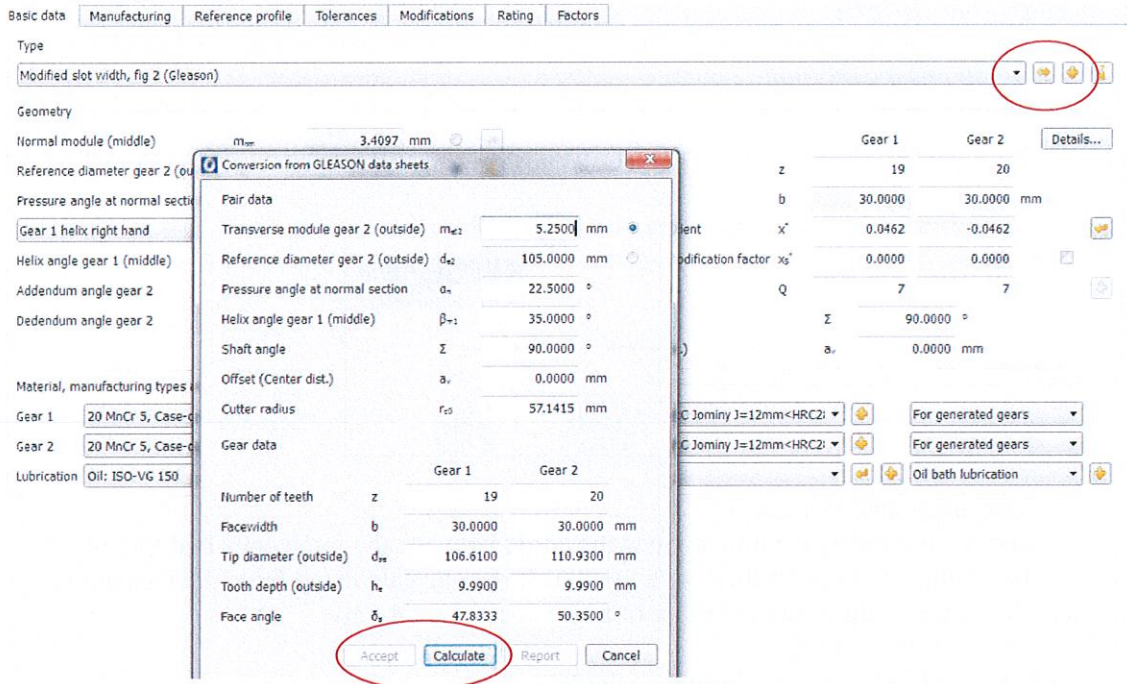 Basic data Manufacturing Reference profile Tolerances Modifications Rating Factors
Type
Modified slot width, fig 2 (Gleason)
Geometry
Normal module (middle) 3.4097 mm
Gear 1 Gear 2 Details...
Reference diameter gear 2 (ou z 19 20
Pressure angle at normal secti b 30.0000 30.0000 mm
Gear 1 helix right hand ient x* 0.0462 -0.0462
Helix angle gear 1 (middle) odification factor 0.0000 0.0000
Addendum angle gear 2 Q 7 7
Dedendum angle gear 2 Σ 90.0000 °
.) 0.0000 mm
Material, manufacturing types
Gear 1 20 MnCr 5, Case-c C Jominy J=12mm<HRC2 For generated gears
Gear 2 20 MnCr 5, Case-c C Jominy J=12mm<HRC2 For generated gears
Lubrication Oil: ISO-VG 150 Oil bath lubrication
Conversion from GLEASON data sheets
Pair data
Transverse module gear 2 (outside) 5.2500 mm
Reference diameter gear 2 (outside) 105.0000 mm
Pressure angle at normal section 22.5000 °
Helix angle gear 1 (middle) 35.0000 °
Shaft angle Σ 90.0000 °
Offset (Center dist.) 0.0000 mm
Cutter radius 57.1415 mm
Gear data
Gear 1 Gear 2
Number of teeth z 19 20
Facewidth b 30.0000 30.0000 mm
Tip diameter (outside) 106.6100 110.9300 mm
Tooth depth (outside) 9.9900 9.9900 mm
Face angle 47.8333 50.3500 °
Accept Calculate Report Cancel